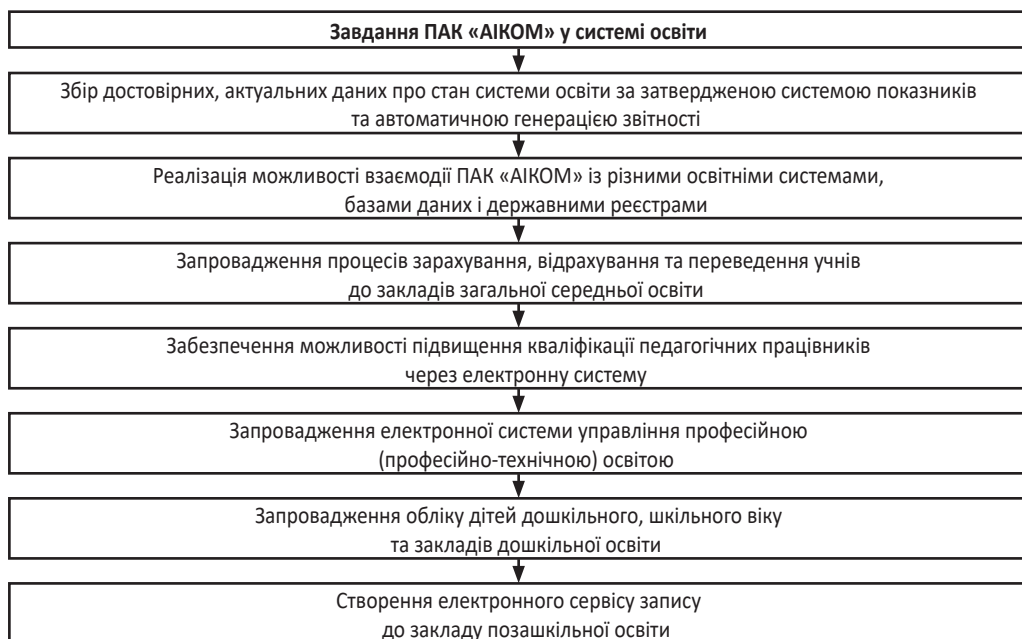 Завдання ПАК «АІКОМ» у системі освіти
Збір достовірних, актуальних даних про стан системи освіти за затвердженою системою показників
та автоматичною генерацією звітності
Реалізація можливості взаємодії ПАК «АІКОМ» із різними освітніми системами,
базами даних і державними реєстрами
Запровадження процесів зарахування, відрахування та переведення учнів
до закладів загальної середньої освіти
Забезпечення можливості підвищення кваліфікації педагогічних працівників
через електронну систему
Запровадження електронної системи управління професійною
(професійно-технічною) освітою
Запровадження обліку дітей дошкільного, шкільного віку
та закладів дошкільної освіти
Створення електронного сервісу запису
до закладу позашкільної освіти